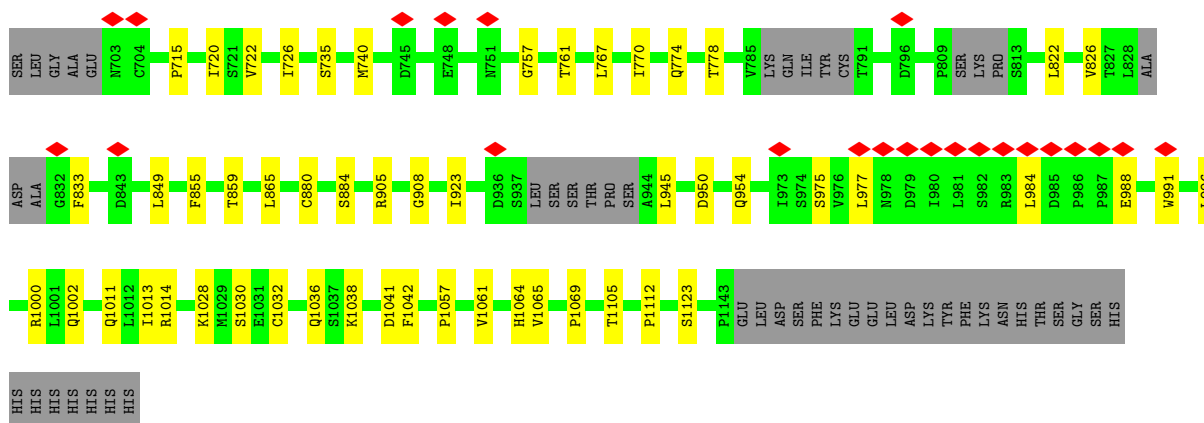 SER LEU GLY ALA GLU N703 C704 P715 I720 S721 V722 I726 S735 M740 D745 E748 N751 G757 T761 L767 I770 Q774 T778 V785 LYS GLN ILE TYR CYS T791 D796 P809 SER LYS PRO S813 L822 V826 T827 L828 ALA
ASP ALA G832 F833 D843 L849 F855 T859 L865 C880 S884 R905 G908 I923 D936 S937 LEU SER SER THR PRO SER A944 L945 D950 Q954 I973 S974 S975 V976 L977 N978 D979 I980 L981 S982 R983 L984 D985 P986 P987 E988 W991
R1000 L1001 Q1002 Q1011 L1012 I1013 R1014 K1028 M1029 S1030 E1031 C1032 Q1036 S1037 K1038 D1041 F1042 P1057 V1061 H1064 V1065 P1069 T1105 P1112 S1123 P1143 GLU LEU ASP SER PHE LYS GLU GLU LEU ASP LYS TYR PHE LYS ASN HIS THR SER GLY SER HIS
HIS HIS HIS HIS HIS HIS HIS